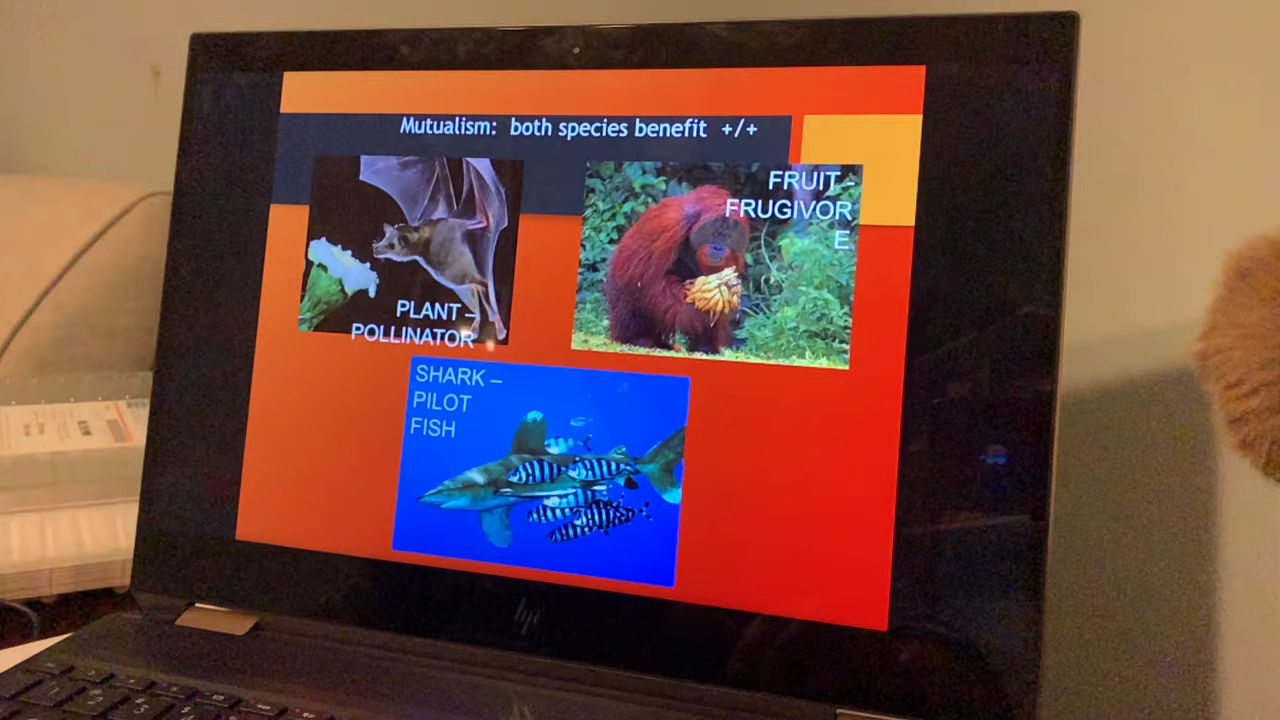 Mutualism: both species benefit +/+
PLANT –
POLLINATOR
FRUIT -
FRUGIVOR
E
SHARK –
PILOT
FISH
hp